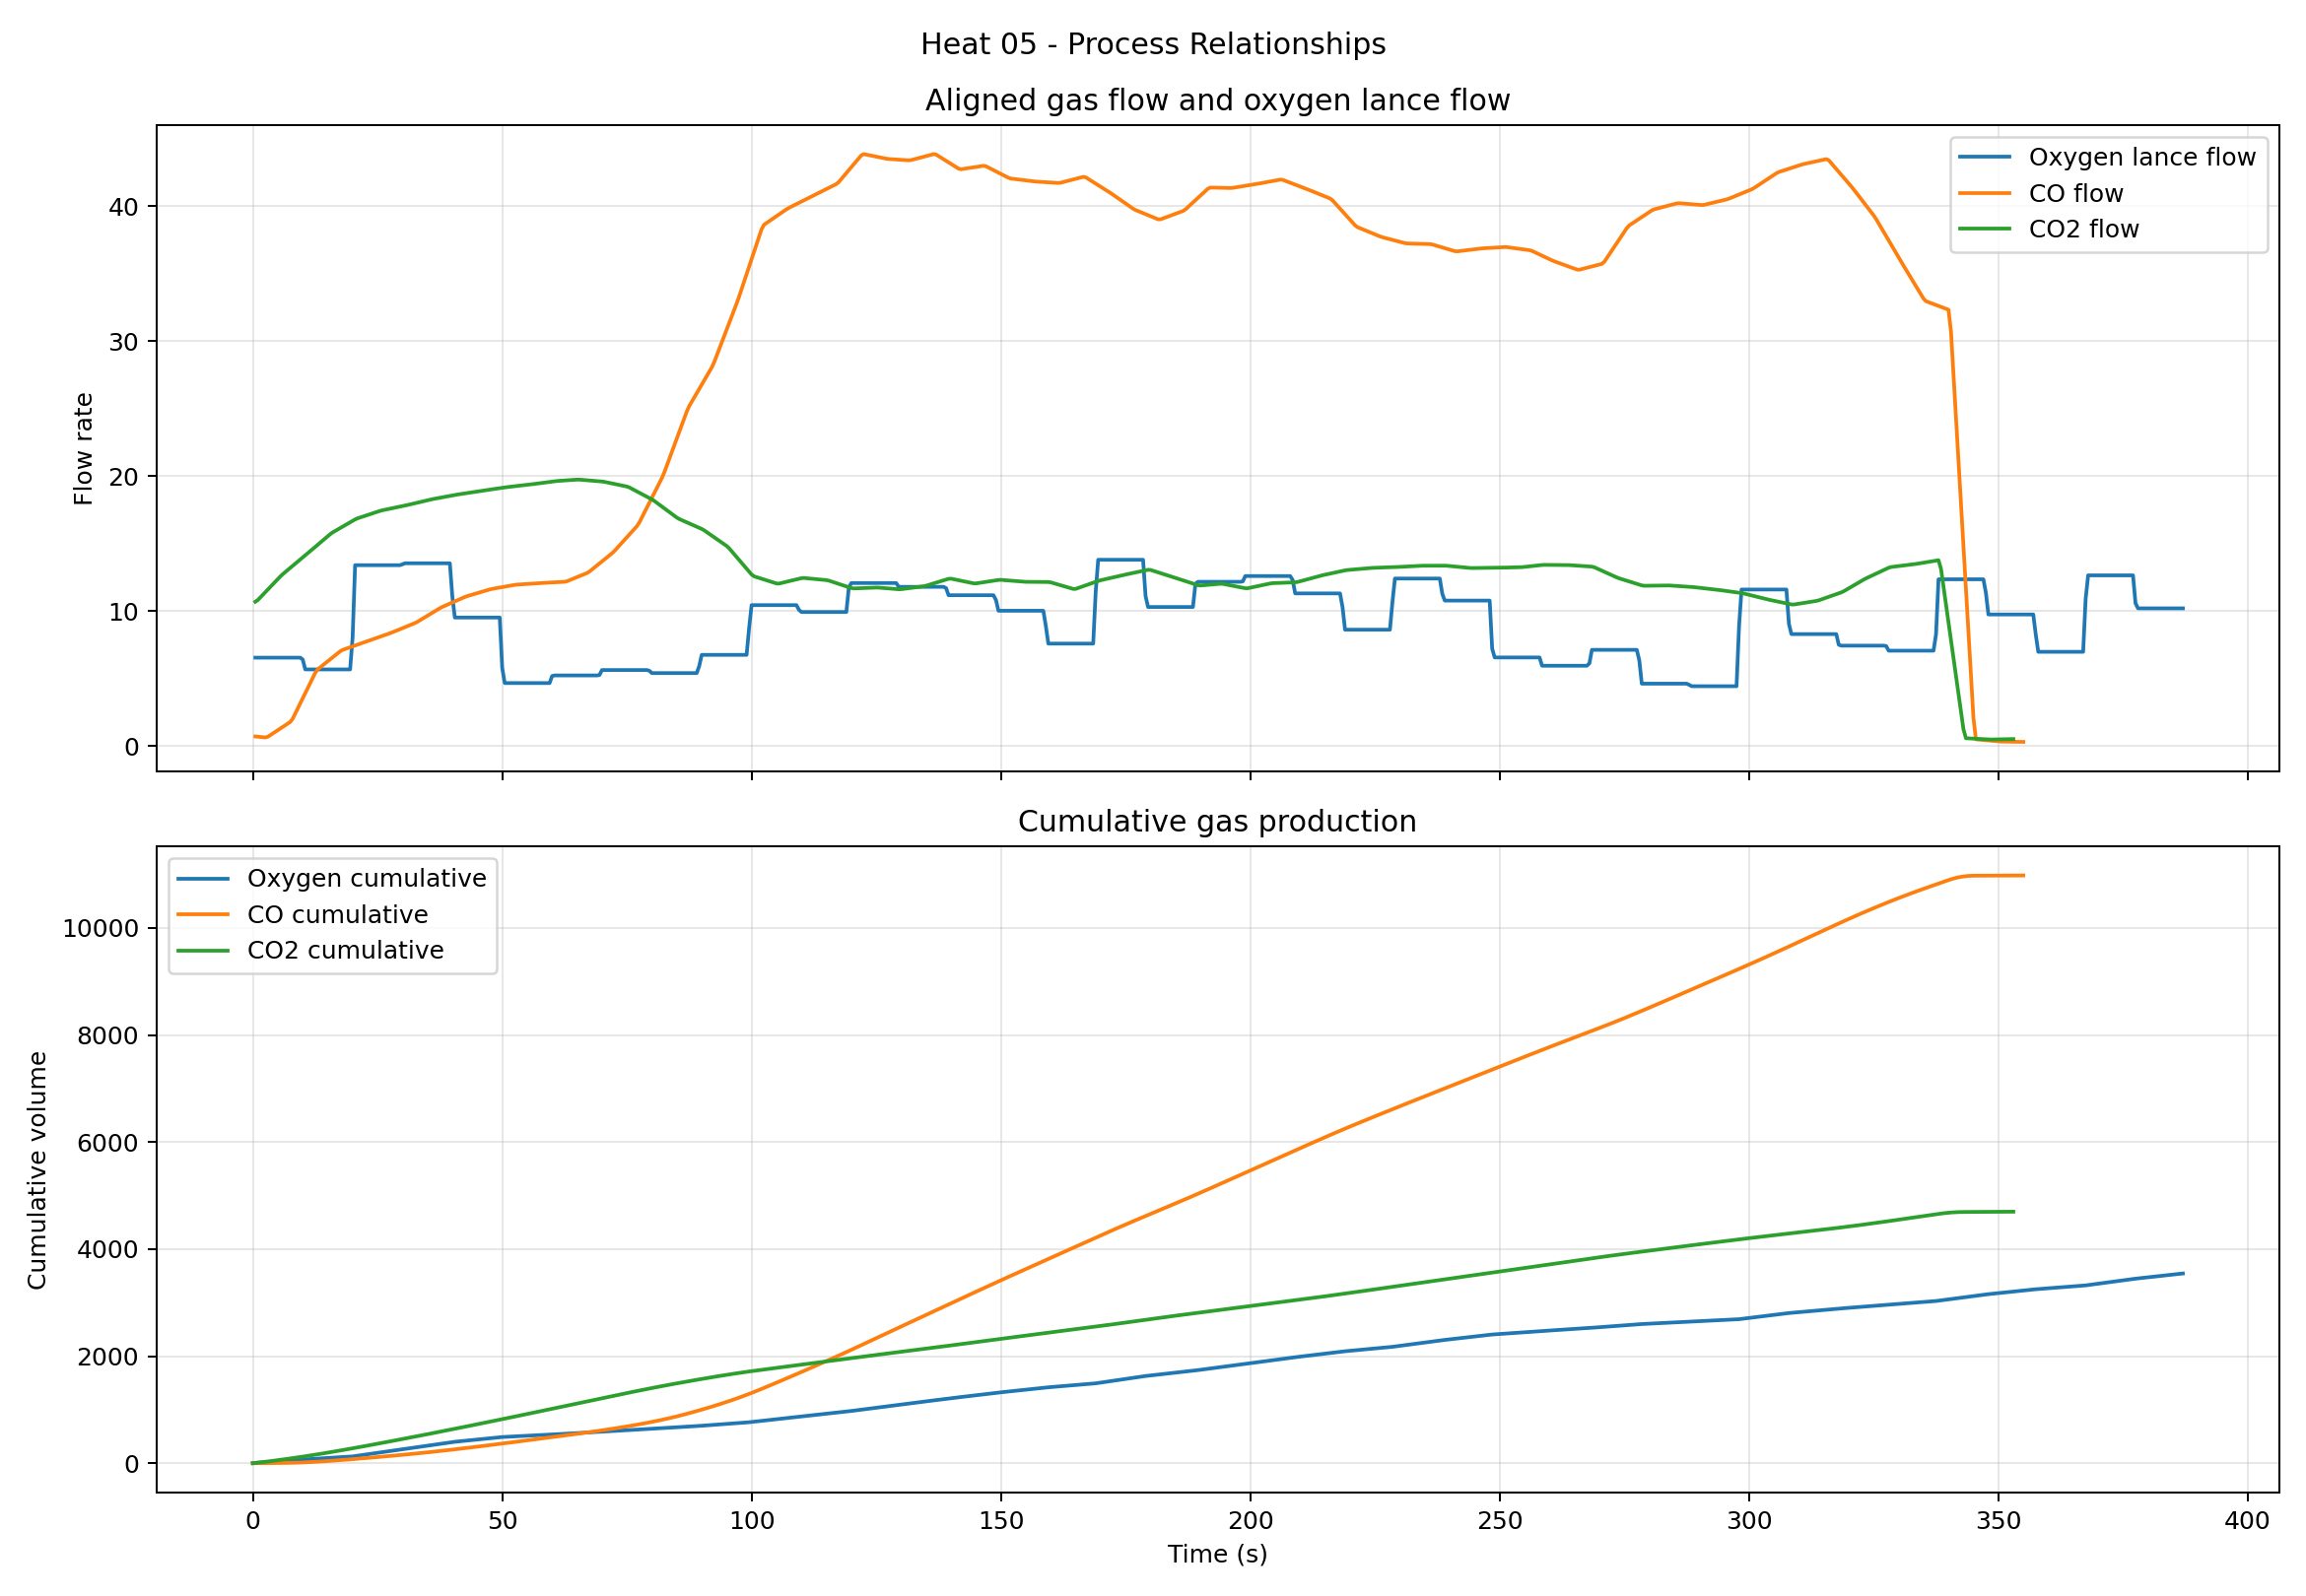 Heat 05 - Process Relationships
Aligned gas flow and oxygen lance flow
Flow rate
40
30
20
10
0
Oxygen lance flow
CO flow
CO2 flow
Cumulative gas production
Cumulative volume
10000
8000
6000
4000
2000
0
Oxygen cumulative
CO cumulative
CO2 cumulative
0 50 100 150 200 250 300 350 400
Time (s)